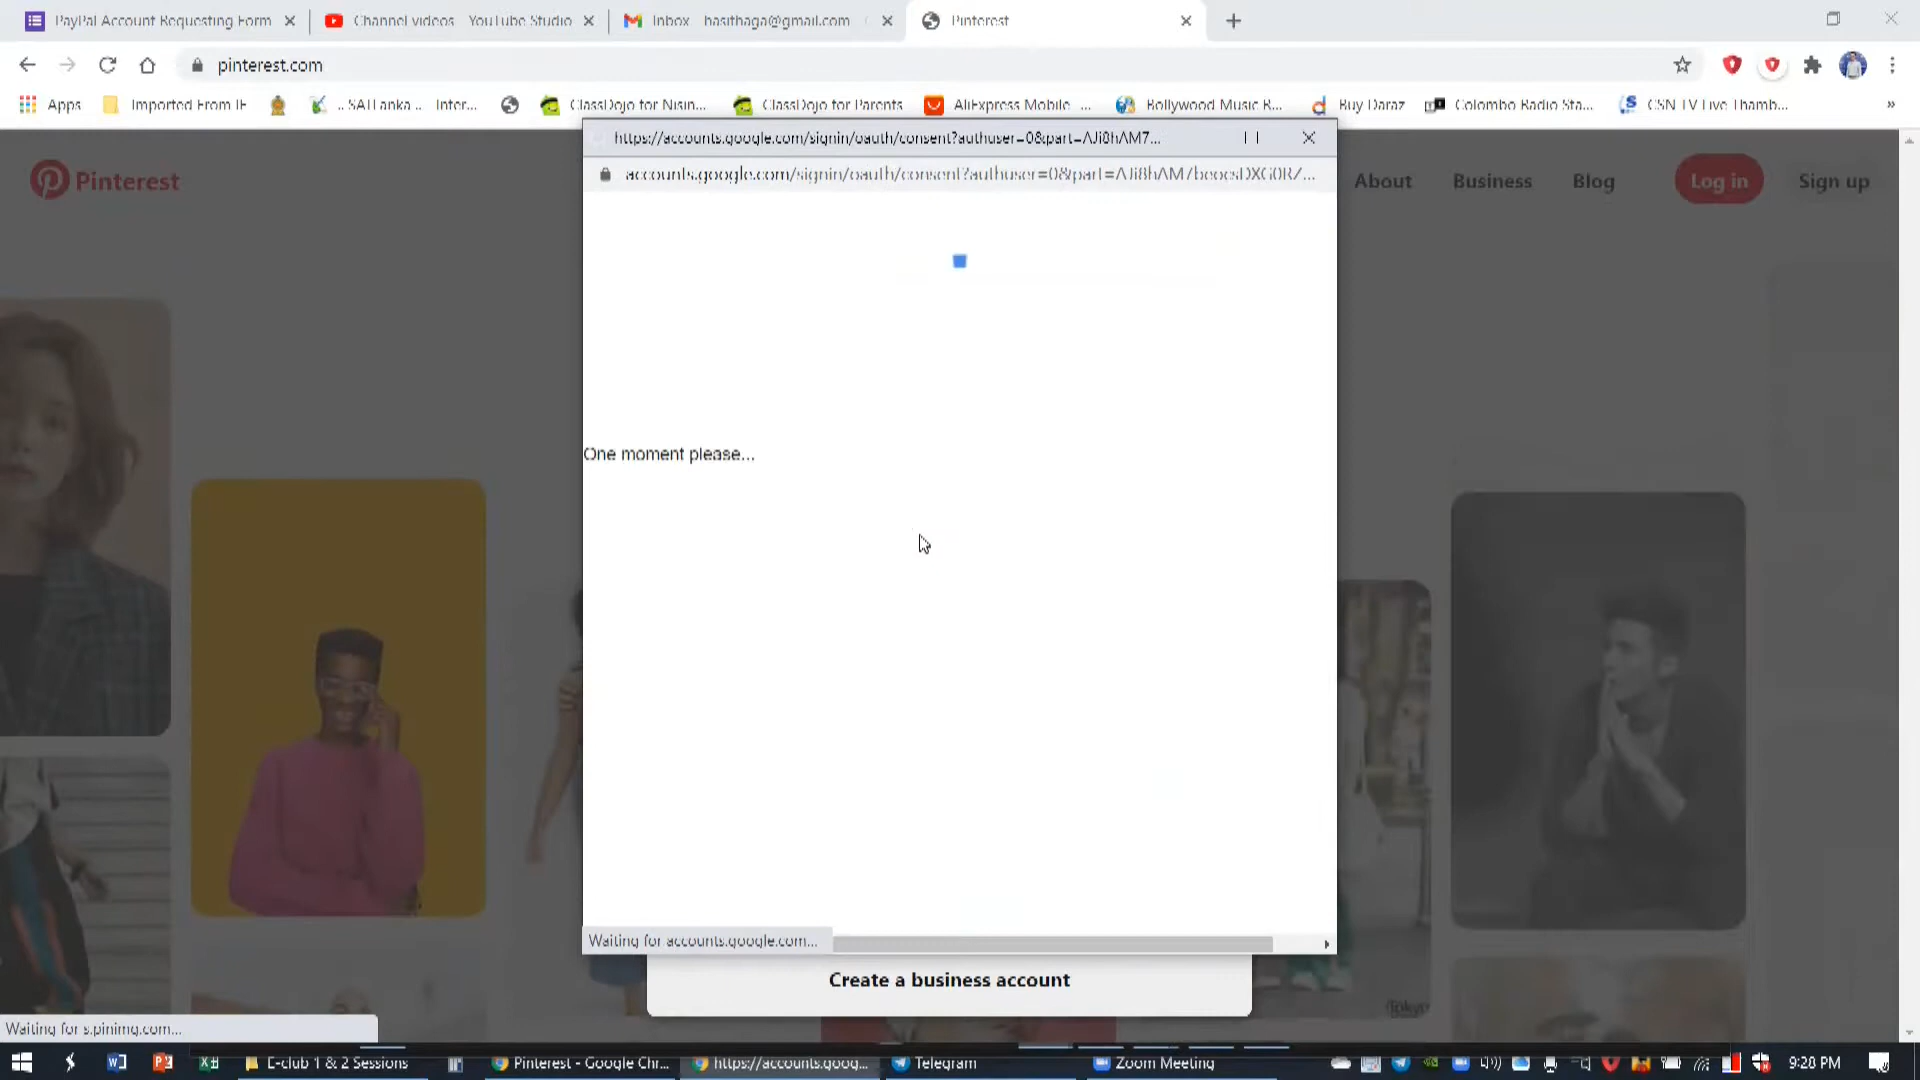 PayPal Account Requesting Form
Channel videos - YouTube Studio
Inbox - hasithaga@gmail.com
Pinterest
pinterest.com
Apps
Imported From IE
.. SATLanka ..
Inter...
ClassDojo for Nisin...
ClassDojo for Parents
AliExpress Mobile -...
Bollywood Music R...
Buy Daraz
Colombo Radio Sta...
CSN TV Live Thamb...
»
https://accounts.google.com/signin/oauth/consent?authuser=0&part=AJi8hAM7...
accounts.google.com/signin/oauth/consent?authuser=0&part=AJi8hAM7beoesDXG0RZ...
Pinterest
About
Business
Blog
Log in
Sign up
One moment please...
Waiting for accounts.google.com...
Create a business account
Waiting for s.pinimg.com...
E-club 1 & 2 Sessions
Pinterest - Google Chr...
https://accounts.goog...
Telegram
Zoom Meeting
9:28 PM